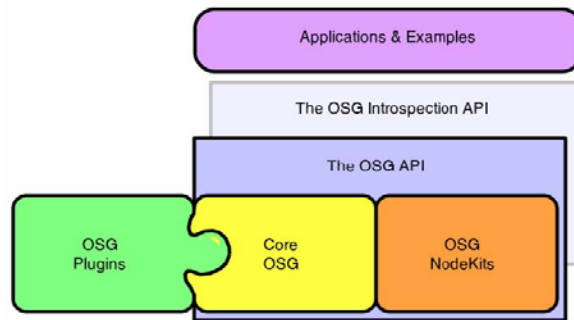 Applications & Examples
The OSG Introspection API
The OSG API
OSG
Plugins
Core
OSG
OSG
NodeKits